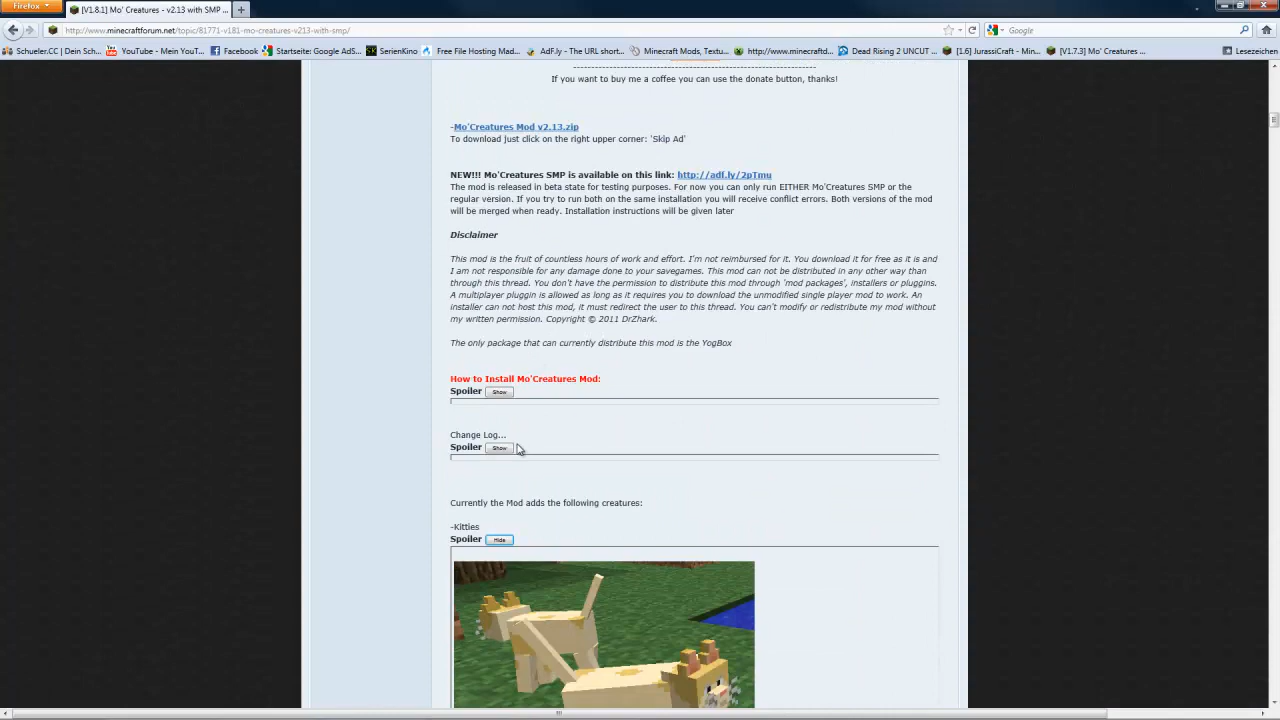 Firefox
[V1.8.1] Mo' Creatures - v2.13 with SMP ...
http://www.minecraftforum.net/topic/81771-v181-mo-creatures-v213-with-smp/
Google
Schueler.CC | Dein Sch...
YouTube - Mein YouT...
Facebook
Startseite: Google AdS...
SerienKino
Free File Hosting Mad...
AdF.ly - The URL short...
Minecraft Mods, Textu...
http://www.minecraftd...
Dead Rising 2 UNCUT ...
[1.6] JurassiCraft - Min...
[V1.7.3] Mo' Creatures ...
Lesezeichen
If you want to buy me a coffee you can use the donate button, thanks!
-Mo'Creatures Mod v2.13.zip
To download just click on the right upper corner: 'Skip Ad'
NEW!!! Mo'Creatures SMP is available on this link: http://adf.ly/2pTmu
The mod is released in beta state for testing purposes. For now you can only run EITHER Mo'Creatures SMP or the
regular version. If you try to run both on the same installation you will receive conflict errors. Both versions of the mod
will be merged when ready. Installation instructions will be given later
Disclaimer
This mod is the fruit of countless hours of work and effort. I'm not reimbursed for it. You download it for free as it is and
I am not responsible for any damage done to your savegames. This mod can not be distributed in any other way than
through this thread. You don't have the permission to distribute this mod through 'mod packages', installers or pluggins.
A multiplayer pluggin is allowed as long as it requires you to download the unmodified single player mod to work. An
installer can not host this mod, it must redirect the user to this thread. You can't modify or redistribute my mod without
my written permission. Copyright © 2011 DrZhark.
The only package that can currently distribute this mod is the YogBox
How to Install Mo'Creatures Mod:
Spoiler Show
Change Log...
Spoiler Show
Currently the Mod adds the following creatures:
-Kitties
Spoiler Hide